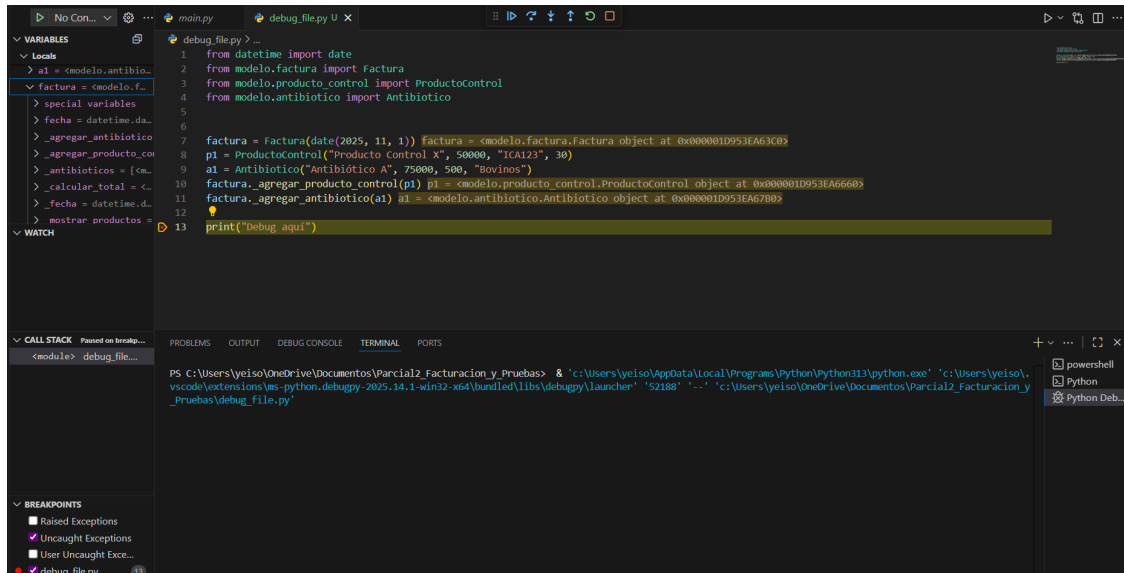 No Con...
main.py
debug_file.py U
VARIABLES
Locals
a1 = <modelo.antibio...
factura = <modelo.f...
special variables
fecha = datetime.da...
_agregar_antibiotico
_agregar_producto_co
_antibioticos = [<m...
_calcular_total = <...
_fecha = datetime.d...
_mostrar_productos =
WATCH
CALL STACK Paused on breakp...
<module> debug_file....
BREAKPOINTS
Raised Exceptions
Uncaught Exceptions
User Uncaught Exce...
debug_file.py 13
debug_file.py > ...
1 from datetime import date
2 from modelo.factura import Factura
3 from modelo.producto_control import ProductoControl
4 from modelo.antibiotico import Antibiotico
5
6
7 factura = Factura(date(2025, 11, 1)) factura = <modelo.factura.Factura object at 0x000001D953EA63C0>
8 p1 = ProductoControl("Producto Control X", 50000, "ICA123", 30)
9 a1 = Antibiotico("Antibiótico A", 75000, 500, "Bovinos")
10 factura._agregar_producto_control(p1) p1 = <modelo.producto_control.ProductoControl object at 0x000001D953EA6660>
11 factura._agregar_antibiotico(a1) a1 = <modelo.antibiotico.Antibiotico object at 0x000001D953EA67B0>
12
13 print("Debug aquí")
PROBLEMS OUTPUT DEBUG CONSOLE TERMINAL PORTS
PS C:\Users\yeiso\OneDrive\Documentos\Parcial2_Facturacion_y_Pruebas> & 'c:\Users\yeiso\AppData\Local\Programs\Python\Python313\python.exe' 'c:\Users\yeiso\.
vscode\extensions\ms-python.debugpy-2025.14.1-win32-x64\bundled\libs\debugpy\launcher' '52188' '--' 'c:\Users\yeiso\OneDrive\Documentos\Parcial2_Facturacion_y
_Pruebas\debug_file.py'
powershell
Python
Python Deb...